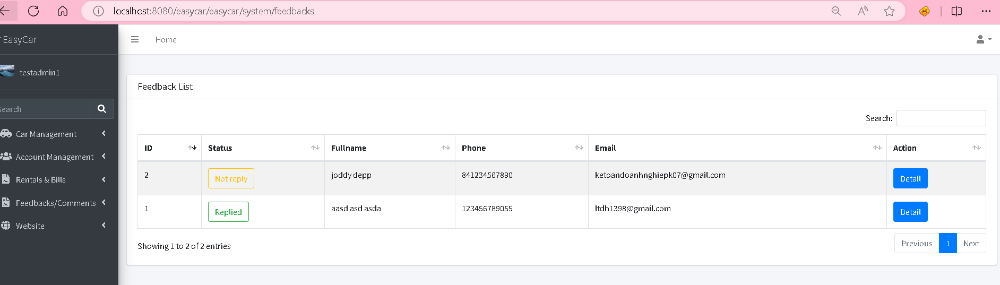 localhost:8080/easycar/easycar/system/feedbacks
EasyCar
Home
testadmin1
Search
Car Management
Account Management
Rentals & Bills
Feedbacks/Comments
Website
Feedback List
Search:
ID Status Fullname Phone Email Action
2 Not reply joddy depp 841234567890 ketoandoanhnghiepk07@gmail.com Detail
1 Replied aasd asd asda 123456789055 ltdh1398@gmail.com Detail
Showing 1 to 2 of 2 entries
Previous 1 Next